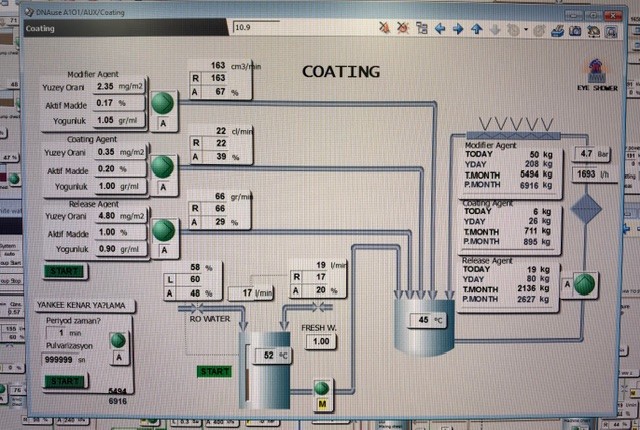 DNAuse A1O1/AUX/Coating
Coating
10.9
COATING
EYE SHOWER
Modifier Agent
Yuzey Orani 2.35 mg/m2
Aktif Madde 0.17 %
Yogunluk 1.05 gr/ml
A
163 cm3/min
R 163
A 67 %
Coating Agent
Yuzey Orani 0.35 mg/m2
Aktif Madde 0.20 %
Yogunluk 1.00 gr/ml
A
22 cl/min
R 22
A 39 %
Release Agent
Yuzey Orani 4.80 mg/m2
Aktif Madde 1.00 %
Yogunluk 0.90 gr/ml
A
66 gr/min
R 66
A 29 %
START
Modifier Agent
TODAY 50 kg
YDAY 208 kg
T.MONTH 5494 kg
P.MONTH 6916 kg
4.7 Bar
1693 l/h
Coating Agent
TODAY 6 kg
YDAY 26 kg
T.MONTH 711 kg
P.MONTH 895 kg
Release Agent
TODAY 19 kg
YDAY 80 kg
T.MONTH 2136 kg
P.MONTH 2627 kg
A
58 %
L 60
A 48 %
RO WATER
17 l/min
19 l/min
R 17
A 20 %
FRESH W.
1.00
45 °C
52 °C
START
M
YANKEE KENAR YAGLAMA
Periyod zaman?
1 min
Pulvarizasyon
999999 sn
A
START
5494
6916